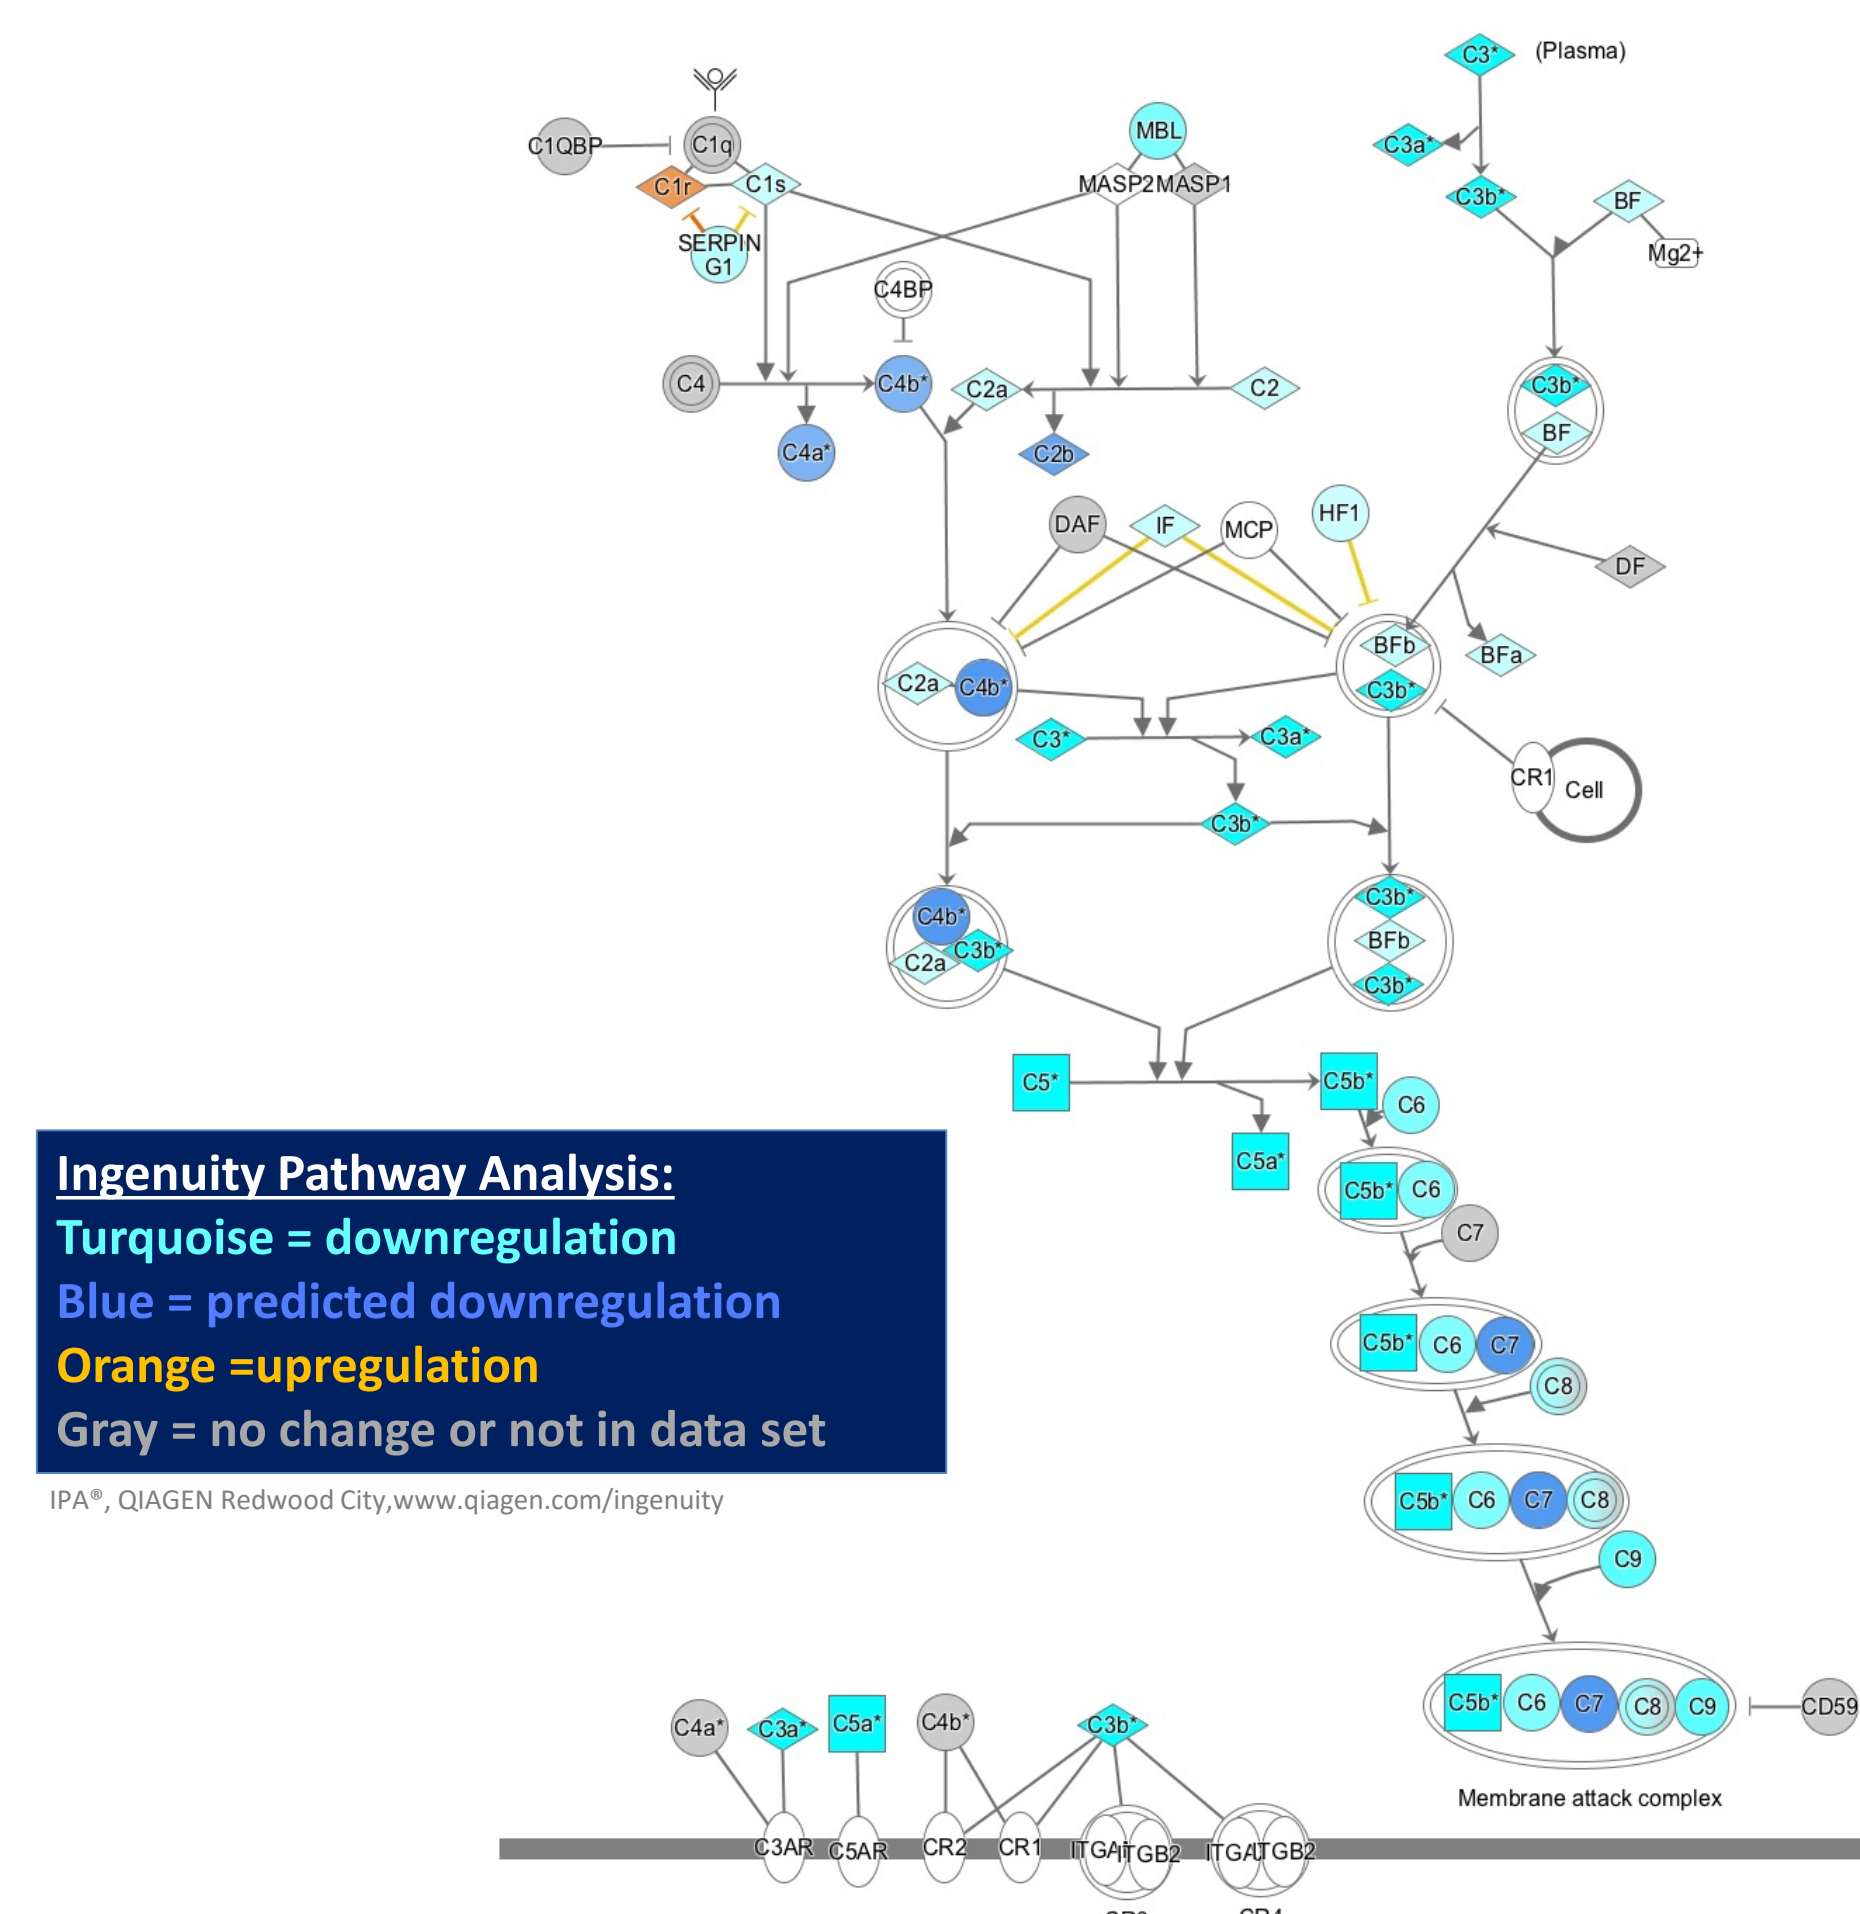 C3*
(Plasma)
C1QBP
C1q
MBL
C3a*
C1r
C1s
MASP2
MASP1
C3b*
BF
SERPIN
G1
Mg2+
C4BP
C4
C4b*
C2a
C2
C3b*
C4a*
C2b
BF
DAF
IF
MCP
HF1
DF
BFb
BFa
C2a
C4b*
C3b*
C3*
C3a*
CR1
Cell
C3b*
C4b*
C3b*
C2a
C3b*
BFb
C3b*
C5*
C5b*
C6
C5a*
C5b*
C6
C7
Ingenuity Pathway Analysis:
Turquoise = downregulation
Blue = predicted downregulation
Orange =upregulation
Gray = no change or not in data set
IPA®, QIAGEN Redwood City,www.qiagen.com/ingenuity
C5b*
C6
C7
C8
C5b*
C6
C7
C8
C9
C5b*
C6
C7
C8
C9
CD59
Membrane attack complex
C4a*
C3a*
C5a*
C4b*
C3b*
C3AR
C5AR
CR2
CR1
ITGB2
ITGB2
CR4